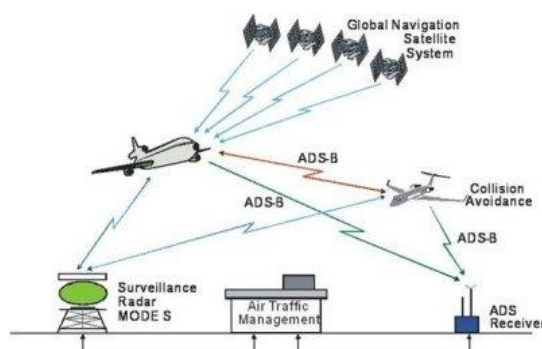 Global Navigation
Satellite
System
ADS-B
Collision
Avoidance
ADS-B
ADS-B
Surveillance
Radar
MODE S
Air Traffic
Management
ADS
Receiver